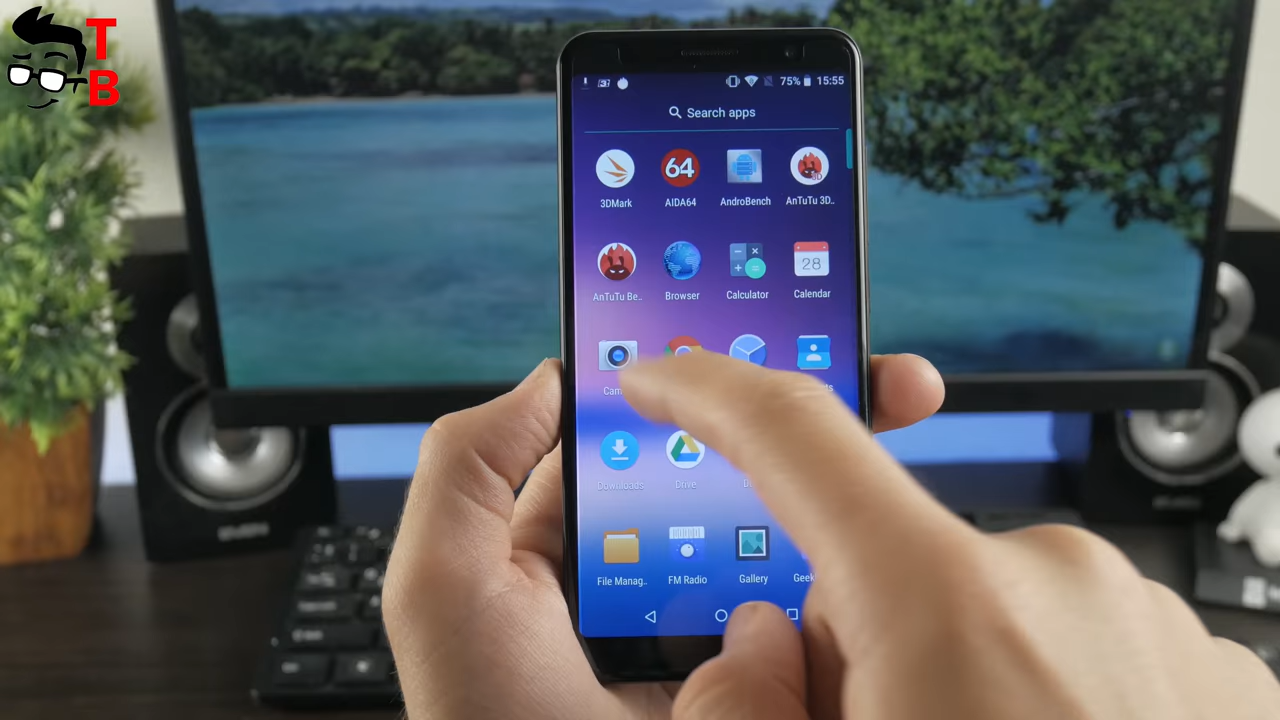 T
B
75% 15:55
Search apps
3DMark AIDA64 AndroBench AnTuTu 3D..
64
AnTuTu Be.. Browser Calculator Calendar
28
Cam
Downloads Drive
File Manag.. FM Radio Gallery Geek